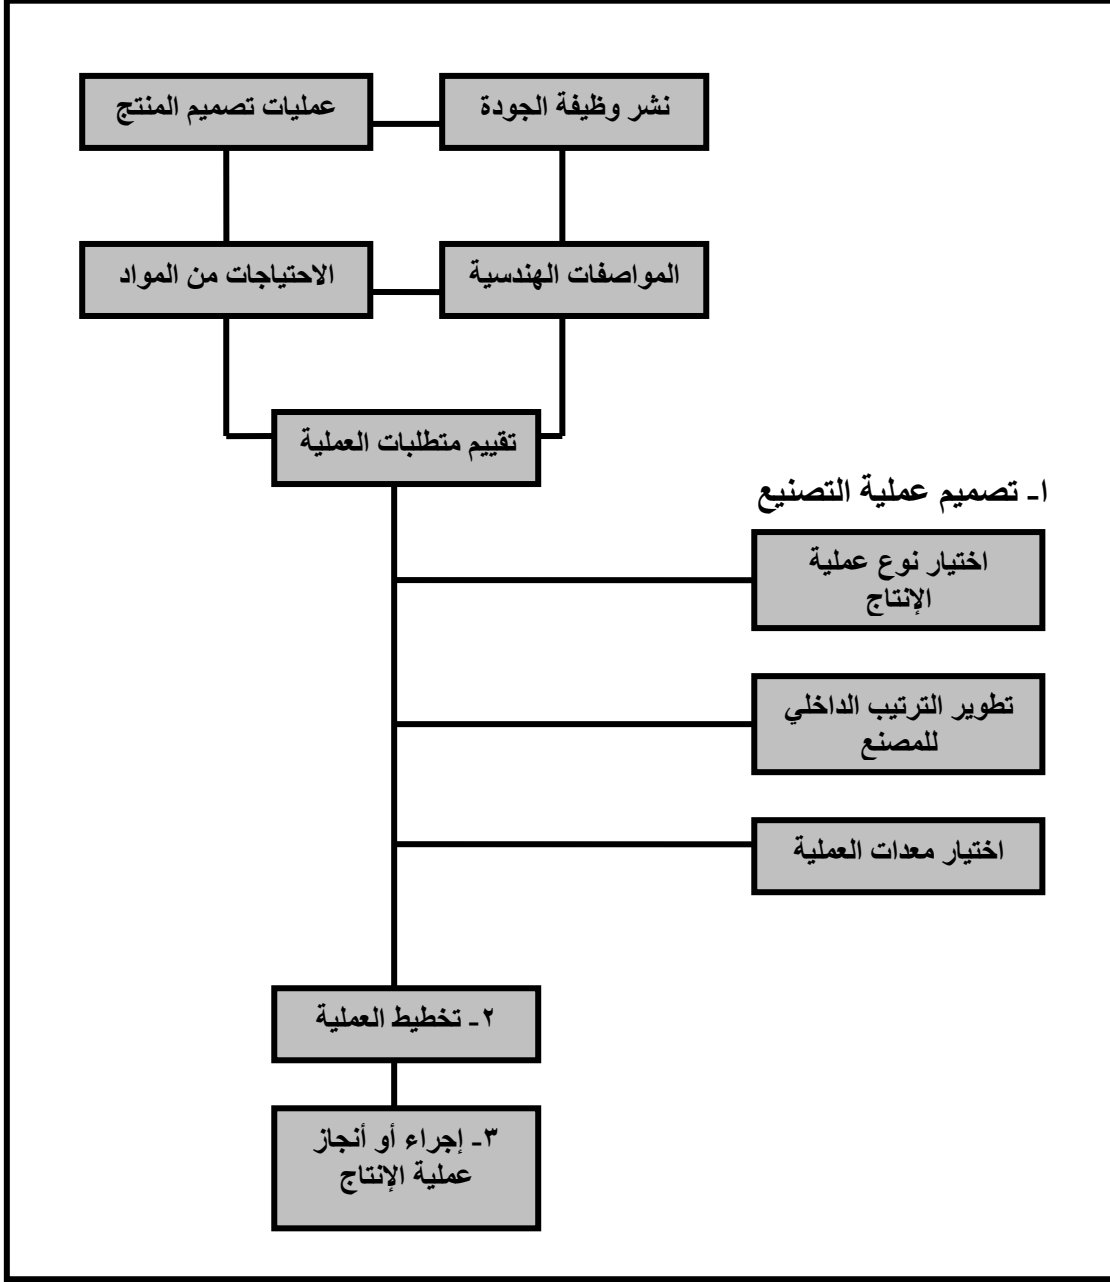 نشر وظيفة الجودة
عمليات تصميم المنتج
المواصفات الهندسية
الاحتياجات من المواد
تقييم متطلبات العملية
١- تصميم عملية التصنيع
اختيار نوع عملية
الإنتاج
تطوير الترتيب الداخلي
للمصنع
اختيار معدات العملية
٢- تخطيط العملية
٣- إجراء أو أنجاز
عملية الإنتاج